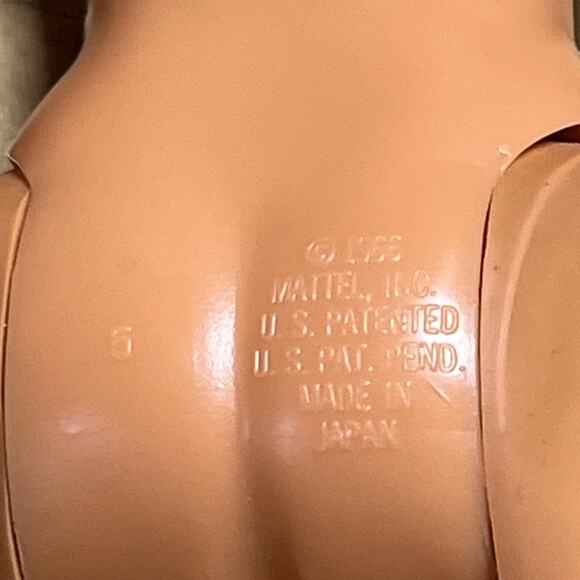 © 1966
MATTEL, INC.
U.S. PATENTED
U.S. PAT. PEND.
MADE IN
JAPAN